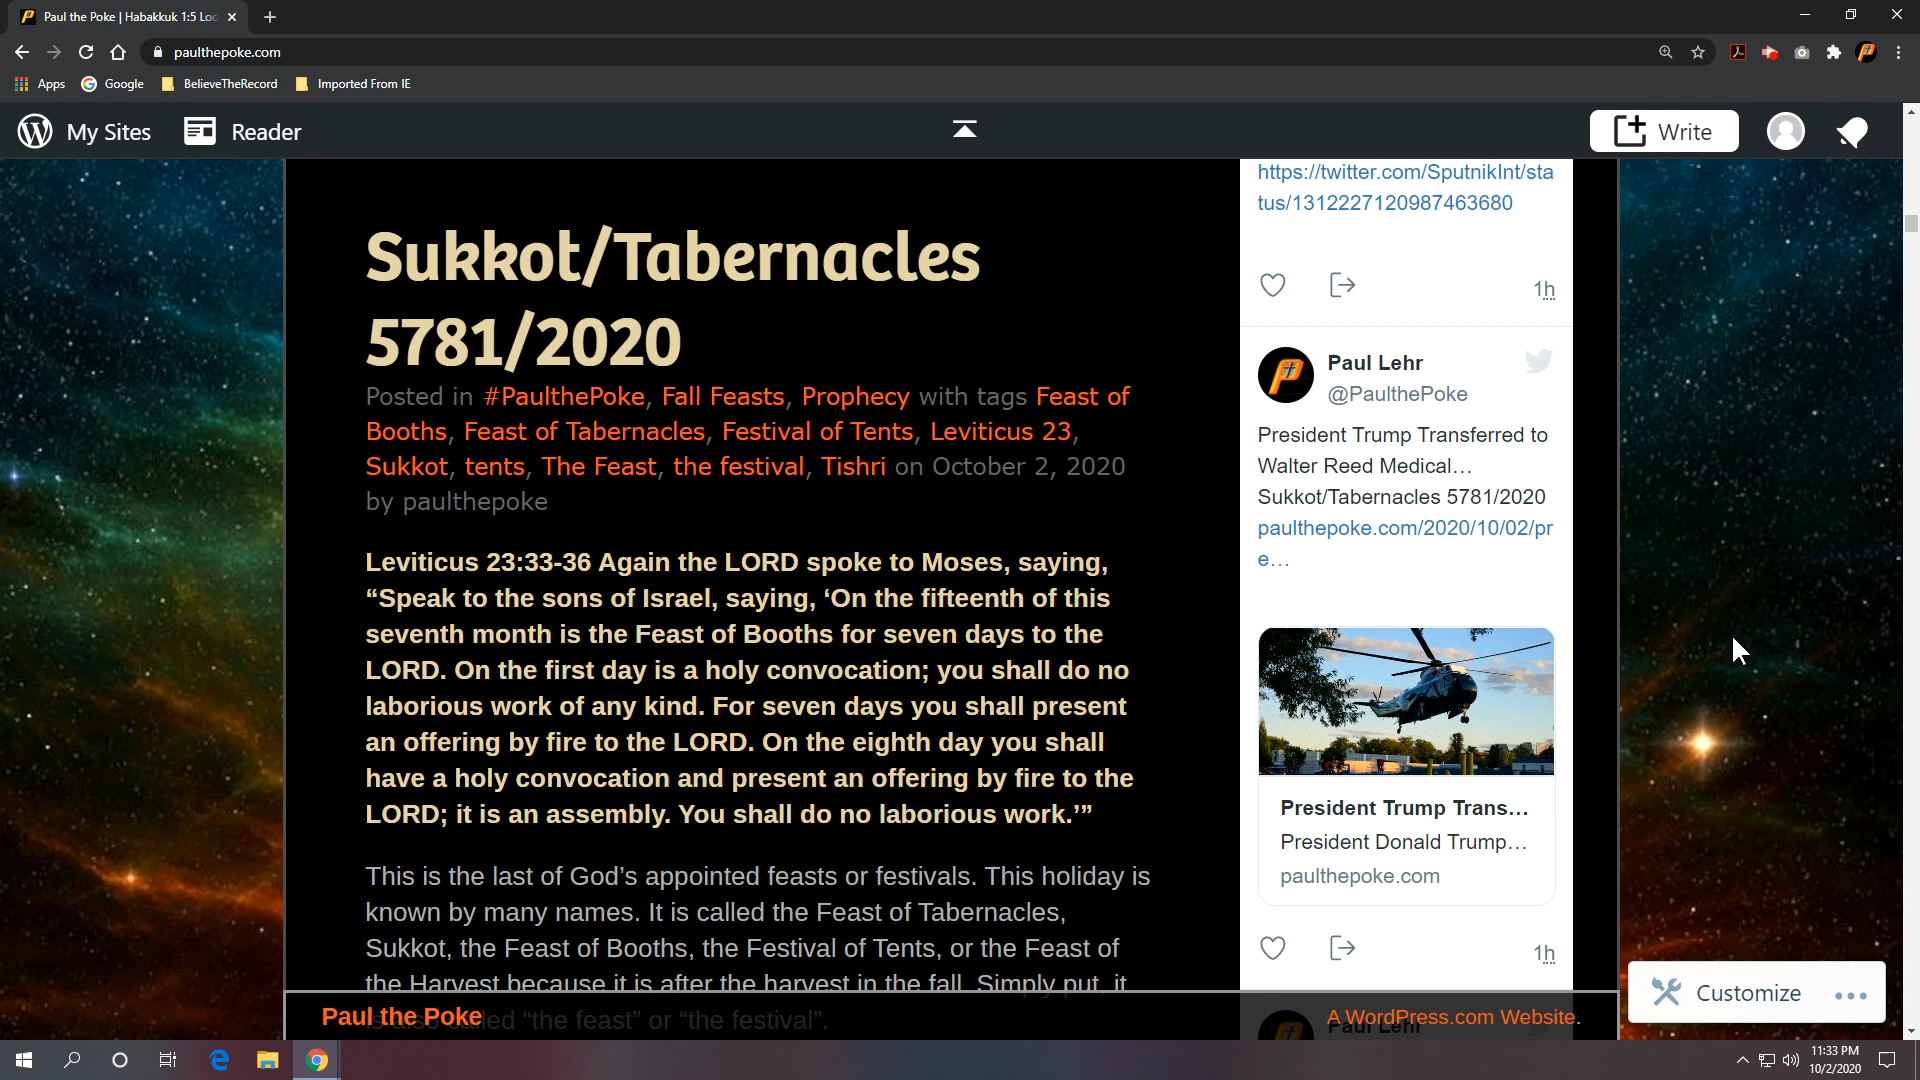 Paul the Poke | Habakkuk 1:5 Loo
paulthepoke.com
Apps
Google
BelieveTheRecord
Imported From IE
My Sites
Reader
Write
Sukkot/Tabernacles
5781/2020
Posted in #PaulthePoke, Fall Feasts, Prophecy with tags Feast of
Booths, Feast of Tabernacles, Festival of Tents, Leviticus 23,
Sukkot, tents, The Feast, the festival, Tishri on October 2, 2020
by paulthepoke
Leviticus 23:33-36 Again the LORD spoke to Moses, saying,
“Speak to the sons of Israel, saying, ‘On the fifteenth of this
seventh month is the Feast of Booths for seven days to the
LORD. On the first day is a holy convocation; you shall do no
laborious work of any kind. For seven days you shall present
an offering by fire to the LORD. On the eighth day you shall
have a holy convocation and present an offering by fire to the
LORD; it is an assembly. You shall do no laborious work.’”
This is the last of God’s appointed feasts or festivals. This holiday is
known by many names. It is called the Feast of Tabernacles,
Sukkot, the Feast of Booths, the Festival of Tents, or the Feast of
the Harvest because it is after the harvest in the fall. Simply put, it
is also called “the feast” or “the festival”.
https://twitter.com/SputnikInt/sta
tus/1312227120987463680
1h
Paul Lehr
@PaulthePoke
President Trump Transferred to
Walter Reed Medical…
Sukkot/Tabernacles 5781/2020
paulthepoke.com/2020/10/02/pr
e…
President Trump Trans…
President Donald Trump…
paulthepoke.com
1h
Paul Lehr
Paul the Poke
A WordPress.com Website.
Customize
11:33 PM
10/2/2020